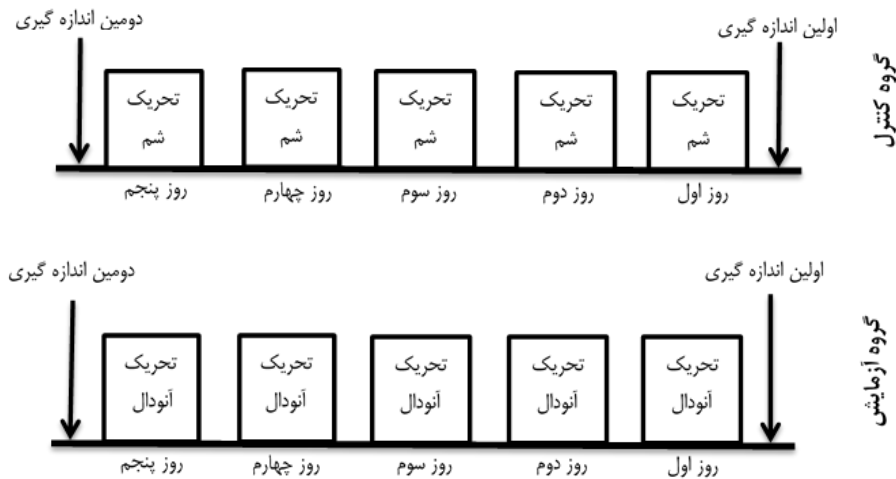 اولین اندازه گیری
دومین اندازه گیری
گروه کنترل
تحریک
شم
تحریک
شم
تحریک
شم
تحریک
شم
تحریک
شم
روز اول
روز دوم
روز سوم
روز چهارم
روز پنجم
اولین اندازه گیری
دومین اندازه گیری
گروه آزمایش
تحریک
آنودال
تحریک
آنودال
تحریک
آنودال
تحریک
آنودال
تحریک
آنودال
روز اول
روز دوم
روز سوم
روز چهارم
روز پنجم